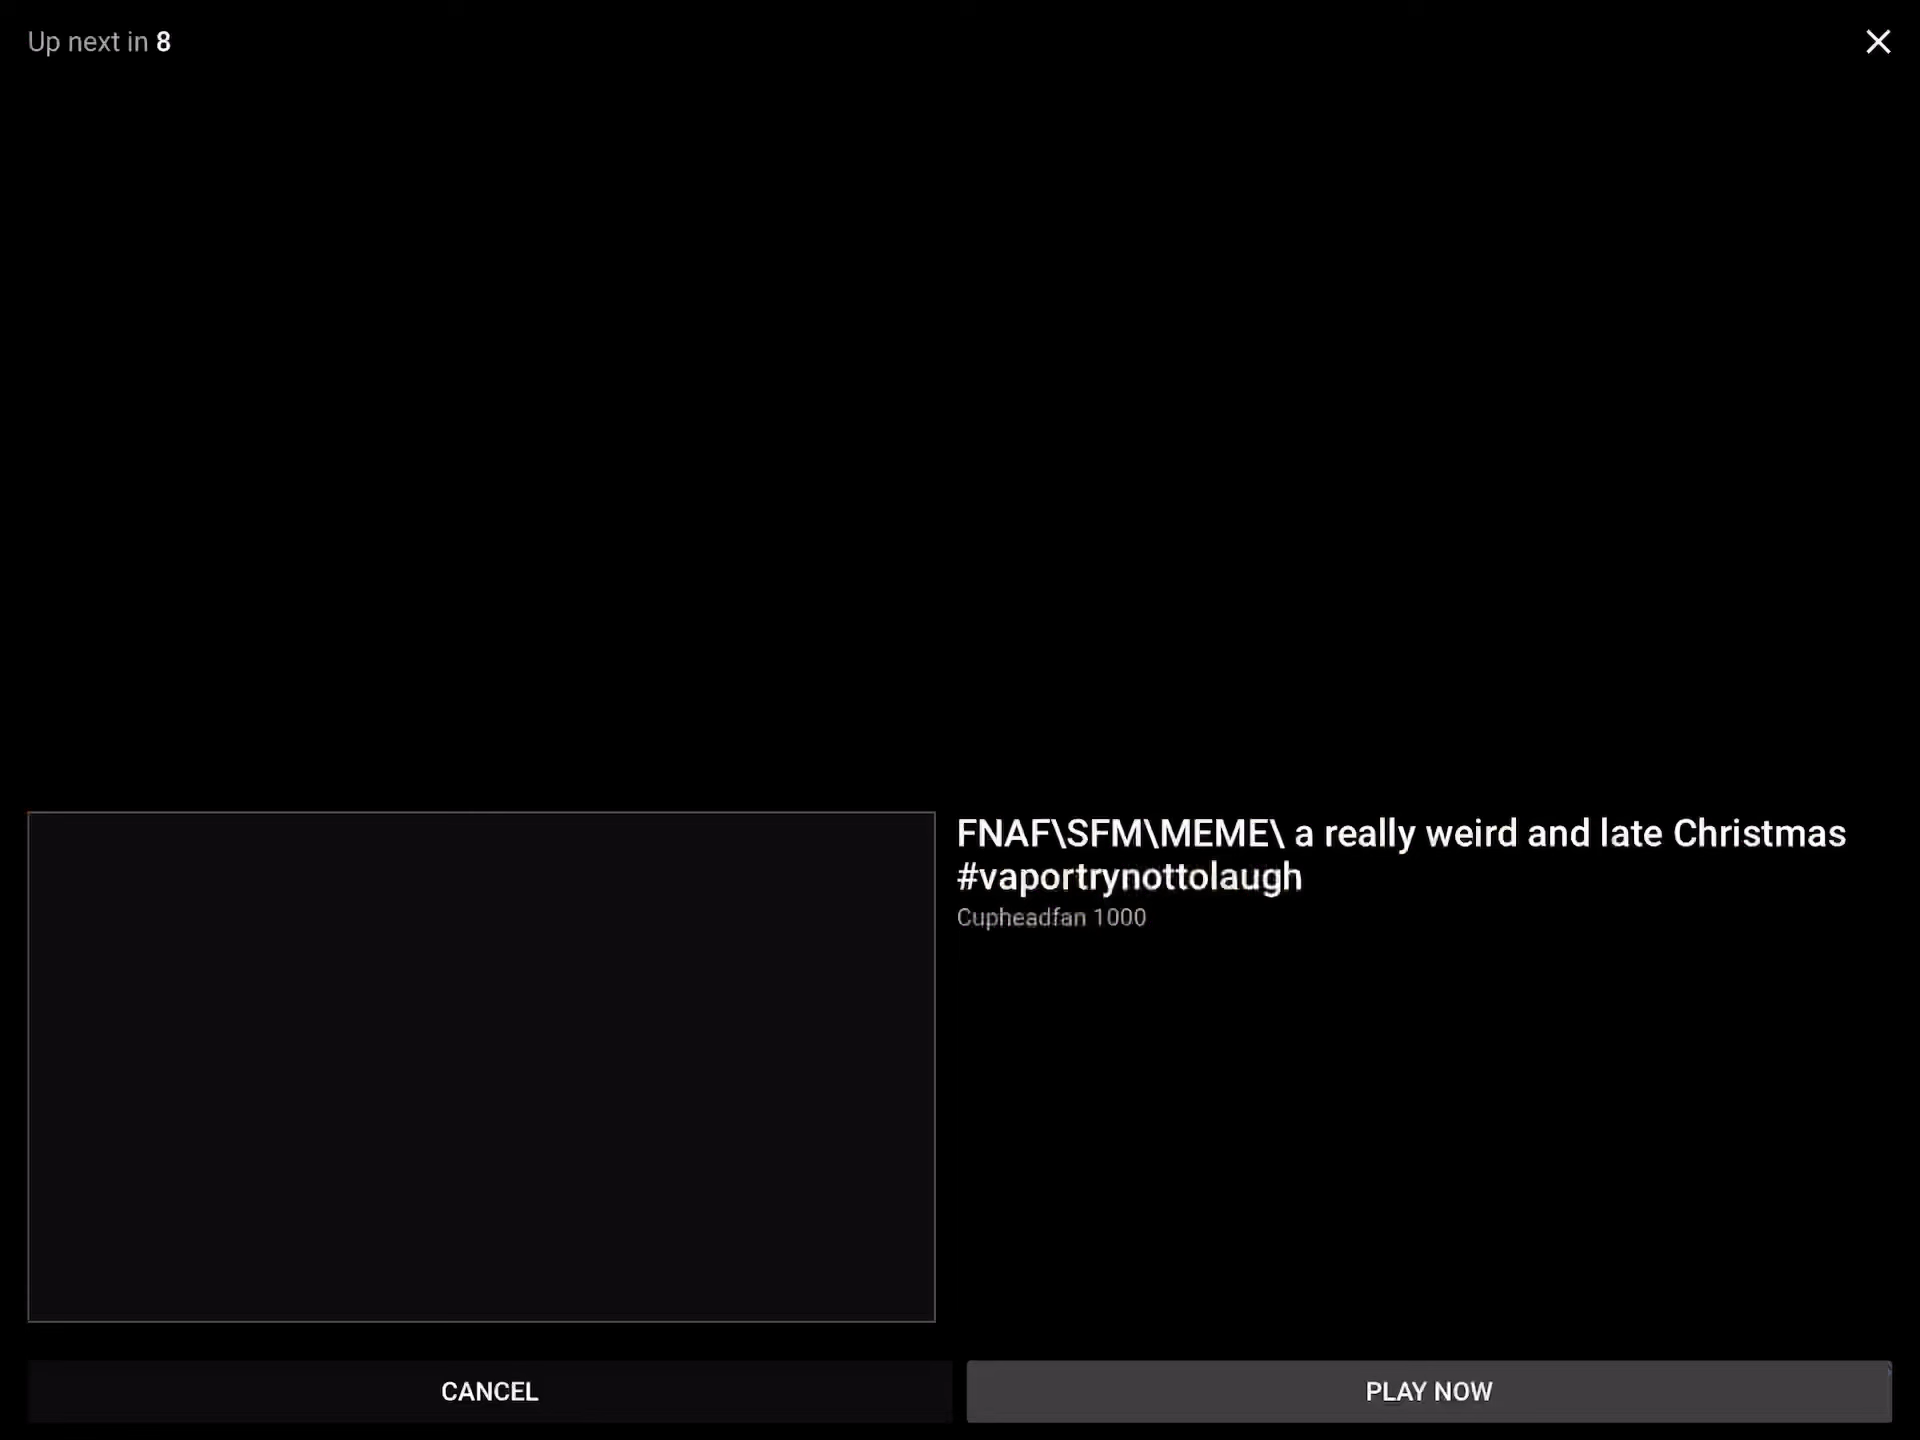 Up next in 8
FNAF\SFM\MEME\ a really weird and late Christmas
#vaportrynottolaugh
Cupheadfan 1000
CANCEL
PLAY NOW